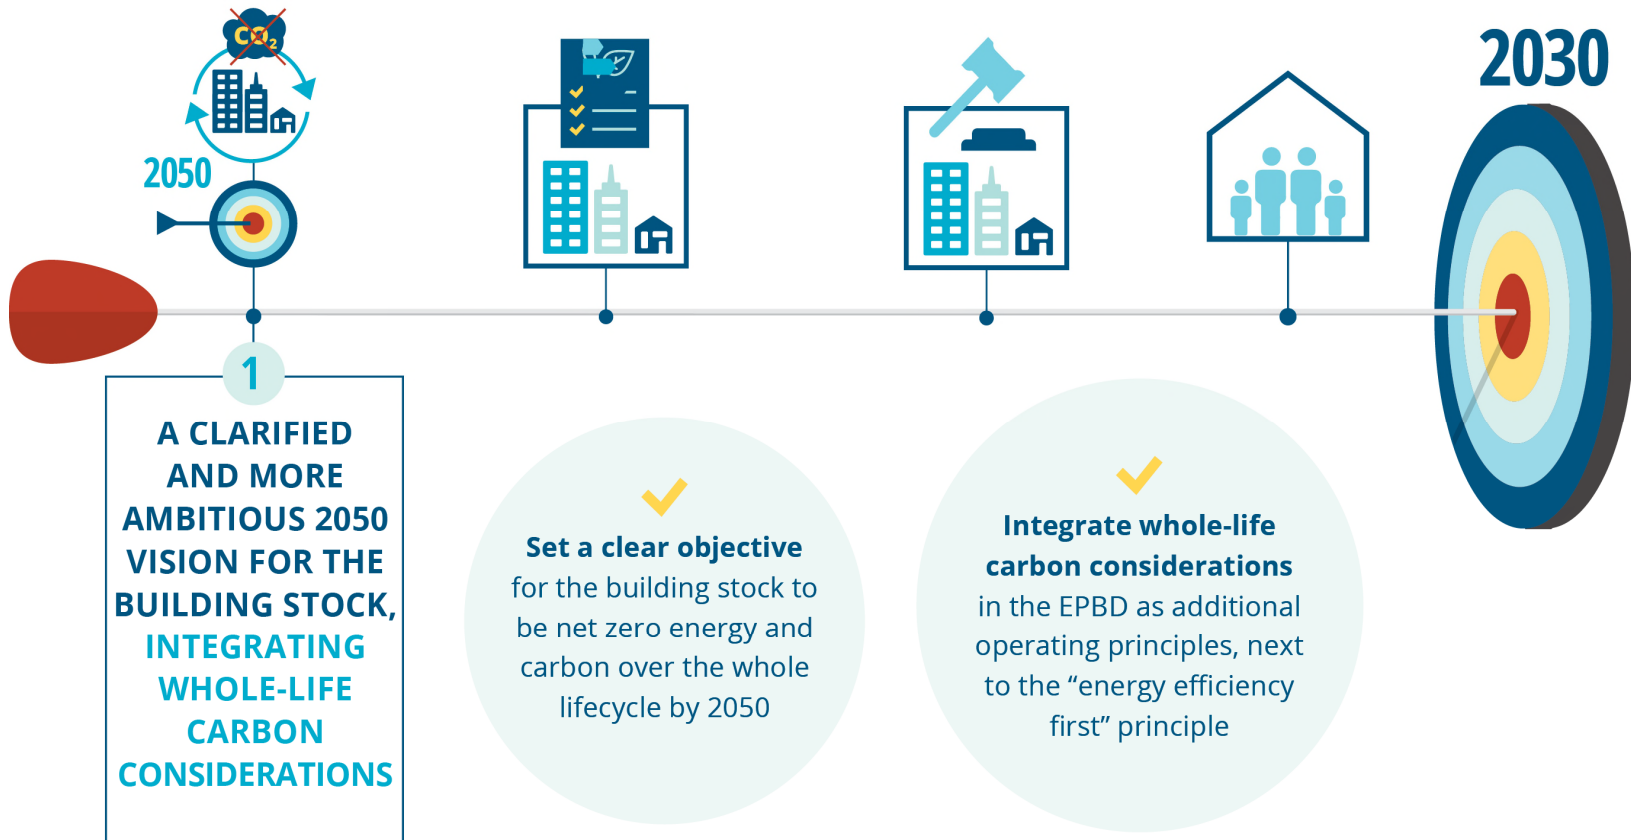 CO2
2050
2030
1
A CLARIFIED
AND MORE
AMBITIOUS 2050
VISION FOR THE
BUILDING STOCK,
INTEGRATING
WHOLE-LIFE
CARBON
CONSIDERATIONS
Set a clear objective
for the building stock to
be net zero energy and
carbon over the whole
lifecycle by 2050
Integrate whole-life
carbon considerations
in the EPBD as additional
operating principles, next
to the “energy efficiency
first” principle